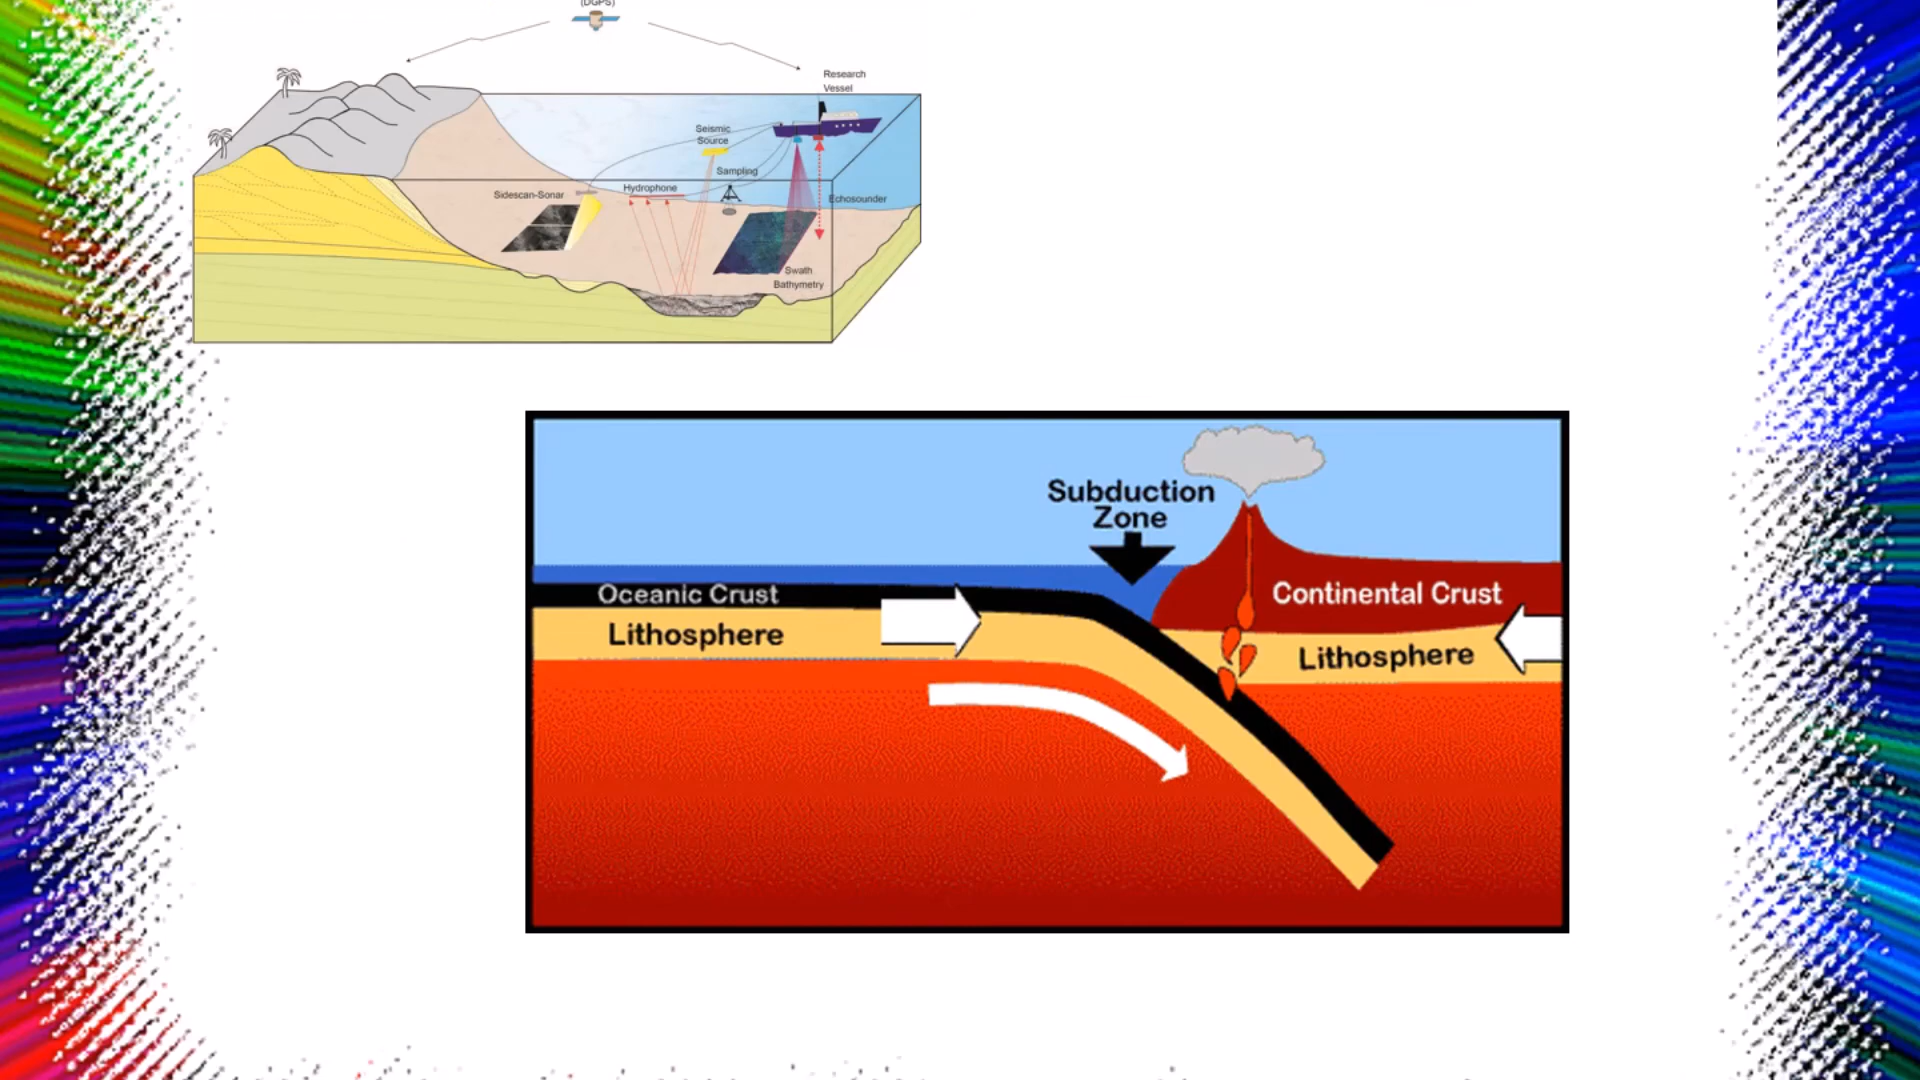 (DGPS)
Research
Vessel
Seismic
Source
Sampling
Sidescan-Sonar
Hydrophone
Echosounder
Swath
Bathymetry
Subduction
Zone
Oceanic Crust
Continental Crust
Lithosphere
Lithosphere